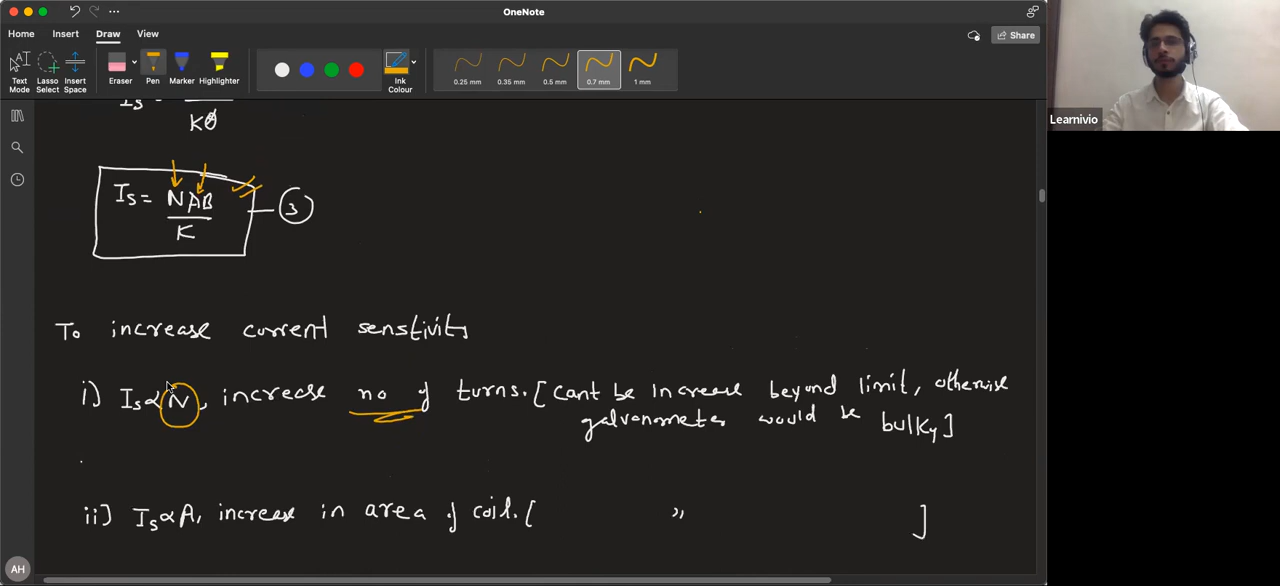 OneNote
Home Insert Draw View
Share
Text Mode Lasso Select Insert Space Eraser Pen Marker Highlighter Ink Colour 0.25 mm 0.35 mm 0.5 mm 0.7 mm 1 mm
Learnivio
Is =
Kθ
Is = NAB
K
3
To increase current senstivity
i) Is∝N, increase no of turns. [Cant be increase beyond limit, otherwise
galvanometer would be bulky]
ii) Is∝A, increase in area of coil. [ ,, ]
AH